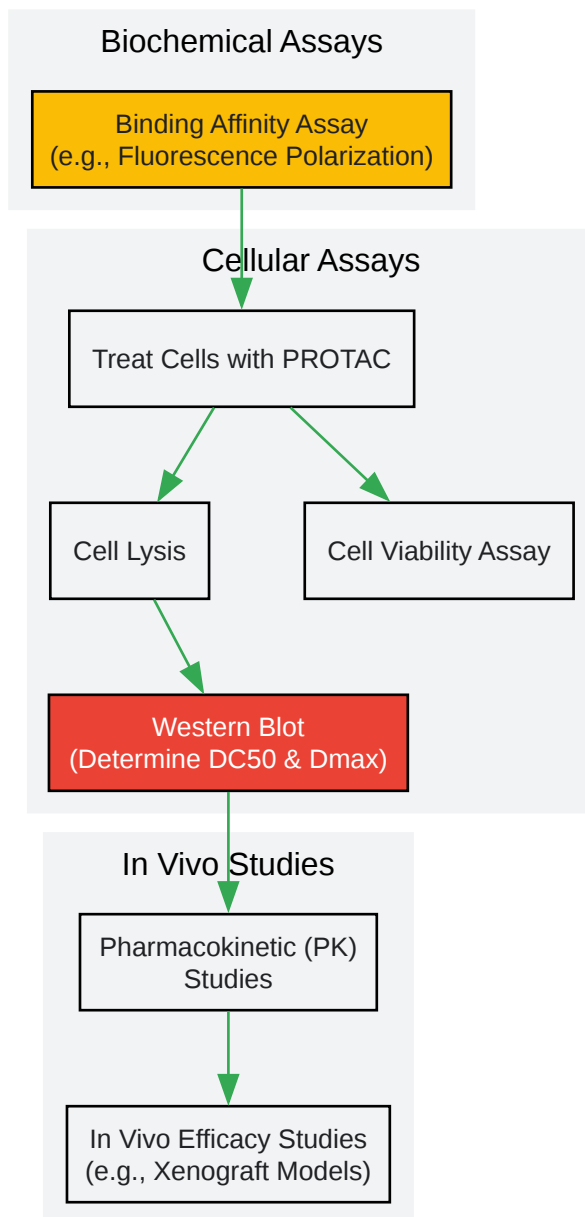 Biochemical Assays
Binding Affinity Assay
(e.g., Fluorescence Polarization)
Cellular Assays
Treat Cells with PROTAC
Cell Lysis
Cell Viability Assay
Western Blot
(Determine DC50 & Dmax)
In Vivo Studies
Pharmacokinetic (PK)
Studies
In Vivo Efficacy Studies
(e.g., Xenograft Models)